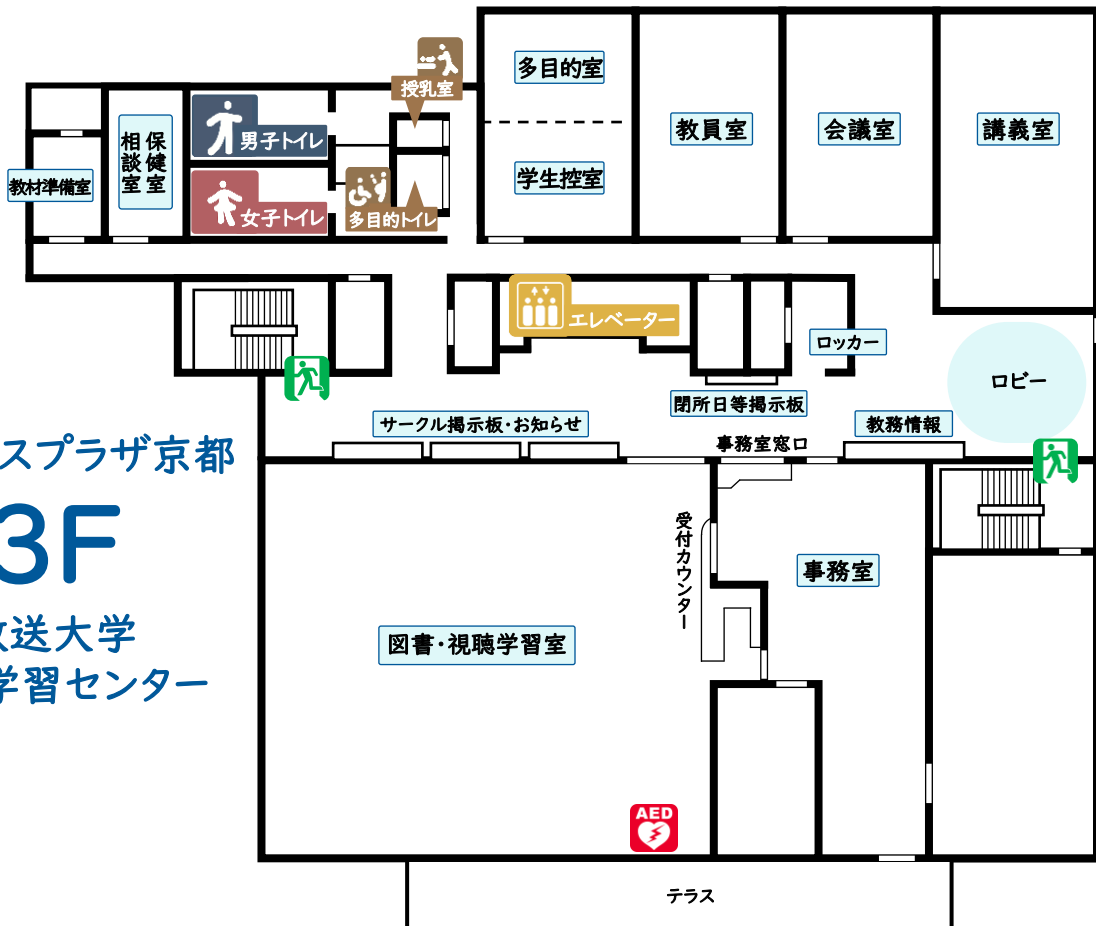 授乳室
多目的室
教員室
会議室
講義室
男子トイレ
保健室
相談室
学生控室
教材準備室
女子トイレ
多目的トイレ
エレベーター
ロッカー
ロビー
閉所日等掲示板
サークル掲示板・お知らせ
教務情報
事務室窓口
スプラザ京都
3F
放送大学
学習センター
受付カウンター
事務室
図書・視聴学習室
AED
テラス